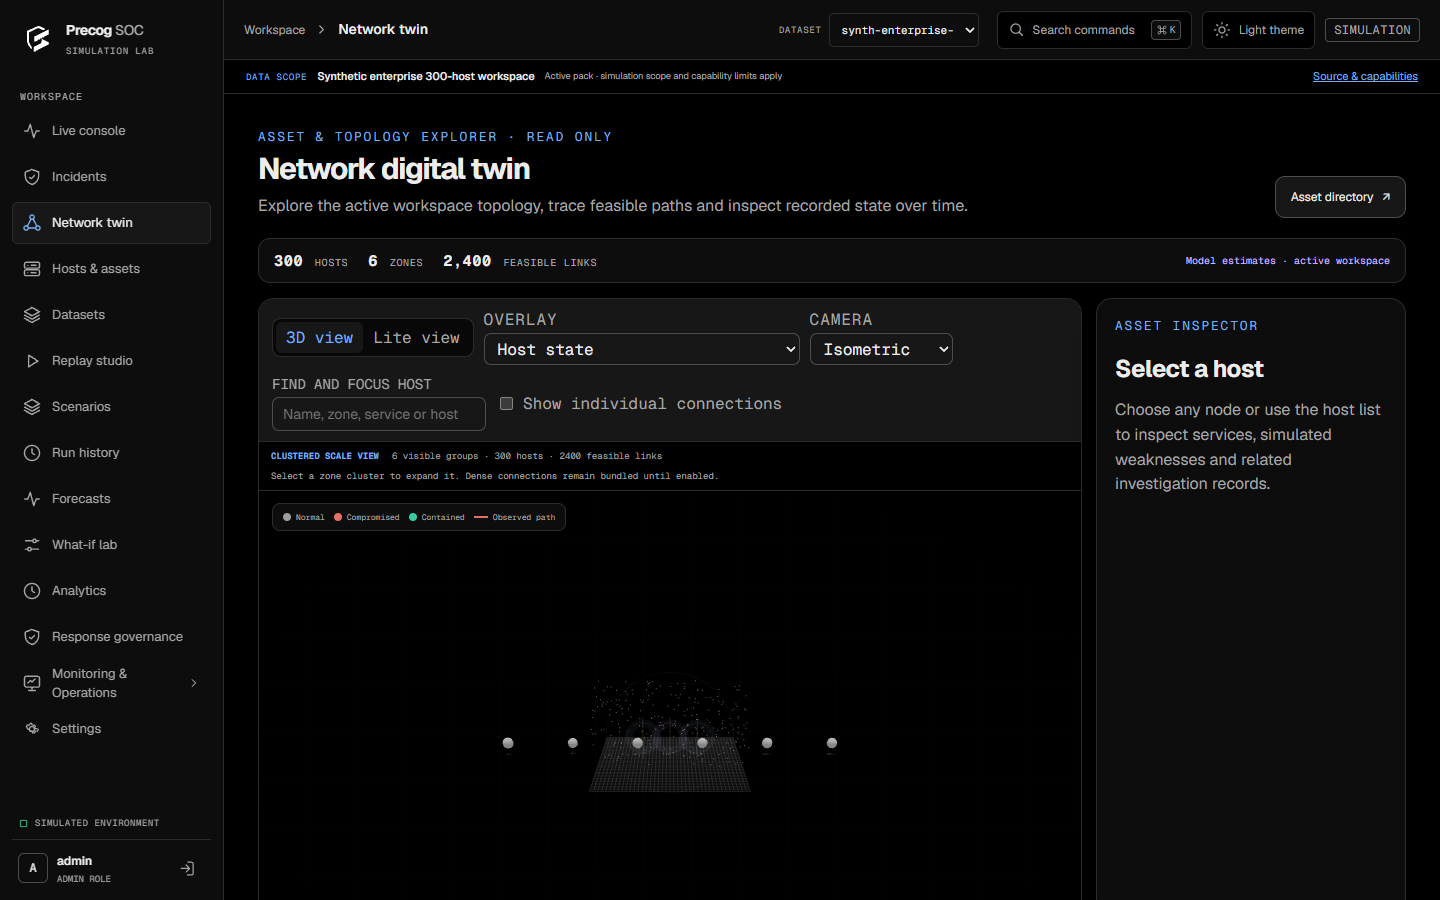 Precog SOC
SIMULATION LAB
WORKSPACE
Live console
Incidents
Network twin
Hosts & assets
Datasets
Replay studio
Scenarios
Run history
Forecasts
What-if lab
Analytics
Response governance
Monitoring &
Operations
Settings
SIMULATED ENVIRONMENT
A
admin
ADMIN ROLE
Workspace > Network twin
DATASET
synth-enterprise-
Search commands
⌘ K
Light theme
SIMULATION
DATA SCOPE Synthetic enterprise 300-host workspace Active pack · simulation scope and capability limits apply
Source & capabilities
ASSET & TOPOLOGY EXPLORER · READ ONLY
Network digital twin
Explore the active workspace topology, trace feasible paths and inspect recorded state over time.
Asset directory ↗
300 HOSTS 6 ZONES 2,400 FEASIBLE LINKS
Model estimates · active workspace
3D view Lite view
OVERLAY
Host state
CAMERA
Isometric
FIND AND FOCUS HOST
Name, zone, service or host
Show individual connections
CLUSTERED SCALE VIEW 6 visible groups · 300 hosts · 2400 feasible links
Select a zone cluster to expand it. Dense connections remain bundled until enabled.
Normal Compromised Contained Observed path
ASSET INSPECTOR
Select a host
Choose any node or use the host list
to inspect services, simulated
weaknesses and related
investigation records.